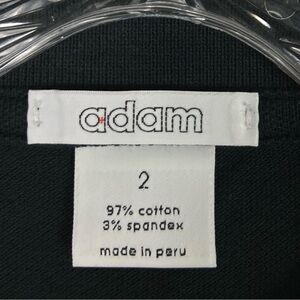 adam
2
97% cotton
3% spandex
made in peru